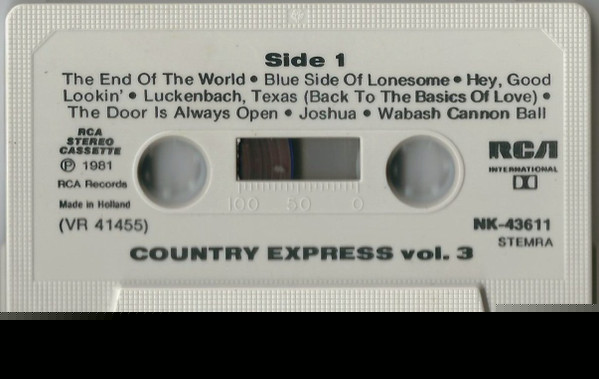 Side 1
The End Of The World • Blue Side Of Lonesome • Hey, Good
Lookin' • Luckenbach, Texas (Back To The Basics Of Love) •
The Door Is Always Open • Joshua • Wabash Cannon Ball
RCA
STEREO
CASSETTE
℗ 1981
RCA Records
Made in Holland
(VR 41455)
100 50 0
RCA
INTERNATIONAL
NK-43611
STEMRA
COUNTRY EXPRESS vol. 3